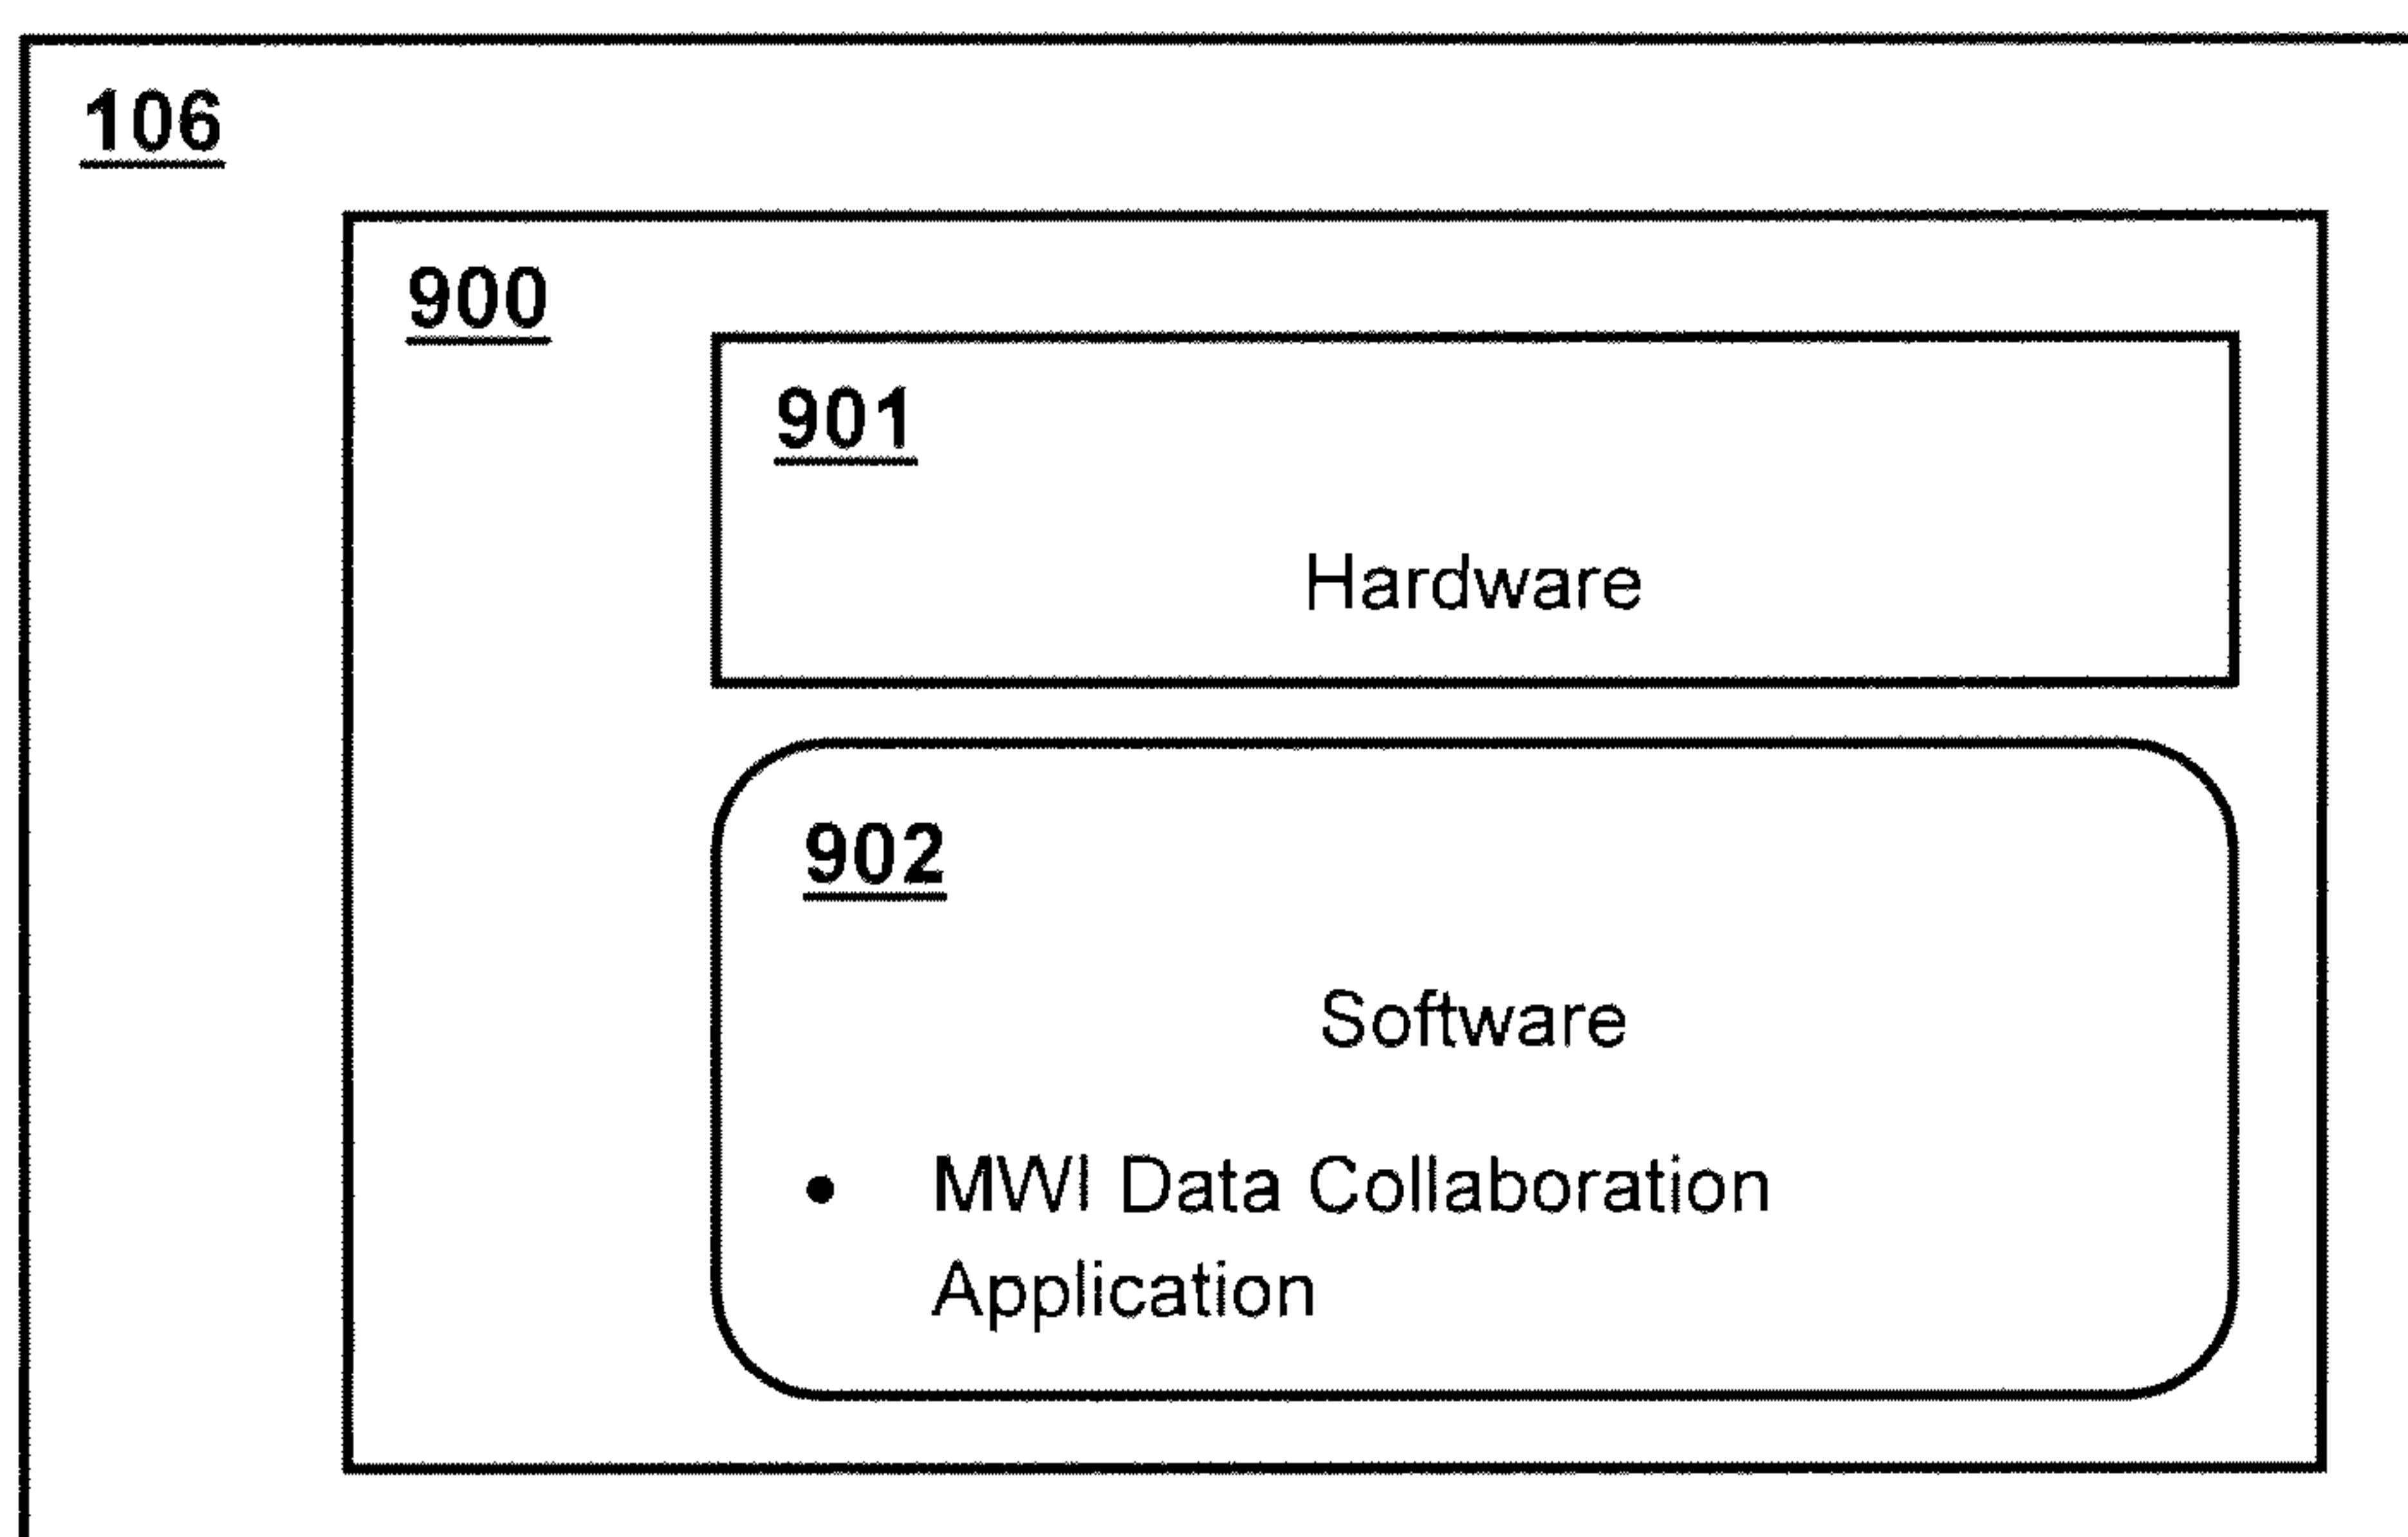 106
900
901
Hardware
902
Software
• MWI Data Collaboration
Application